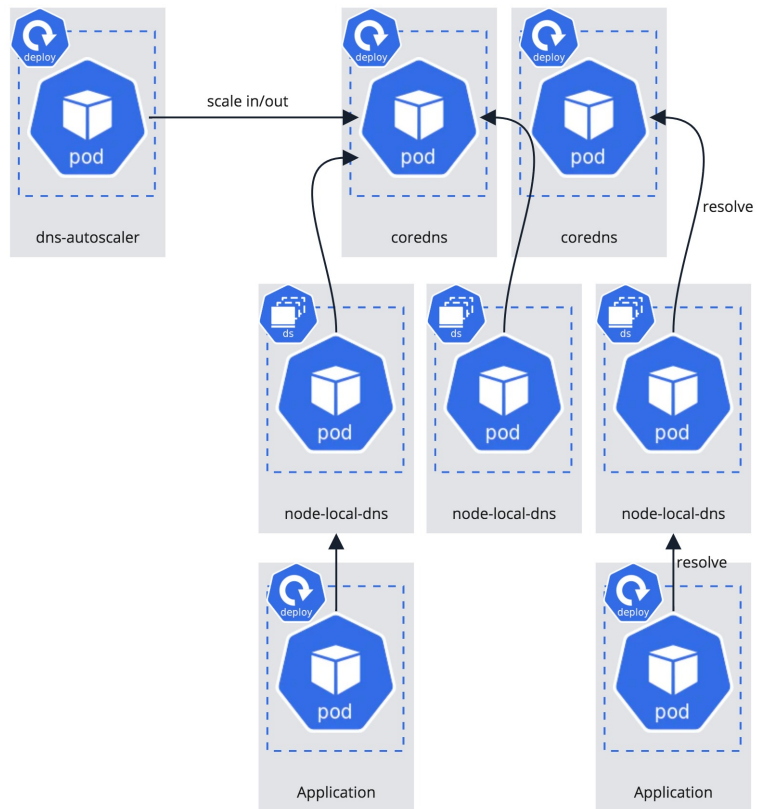 deploy
deploy
deploy
pod
scale in/out
pod
pod
dns-autoscaler
coredns
coredns
resolve
ds
ds
ds
pod
pod
pod
node-local-dns
node-local-dns
node-local-dns
resolve
deploy
deploy
pod
pod
Application
Application